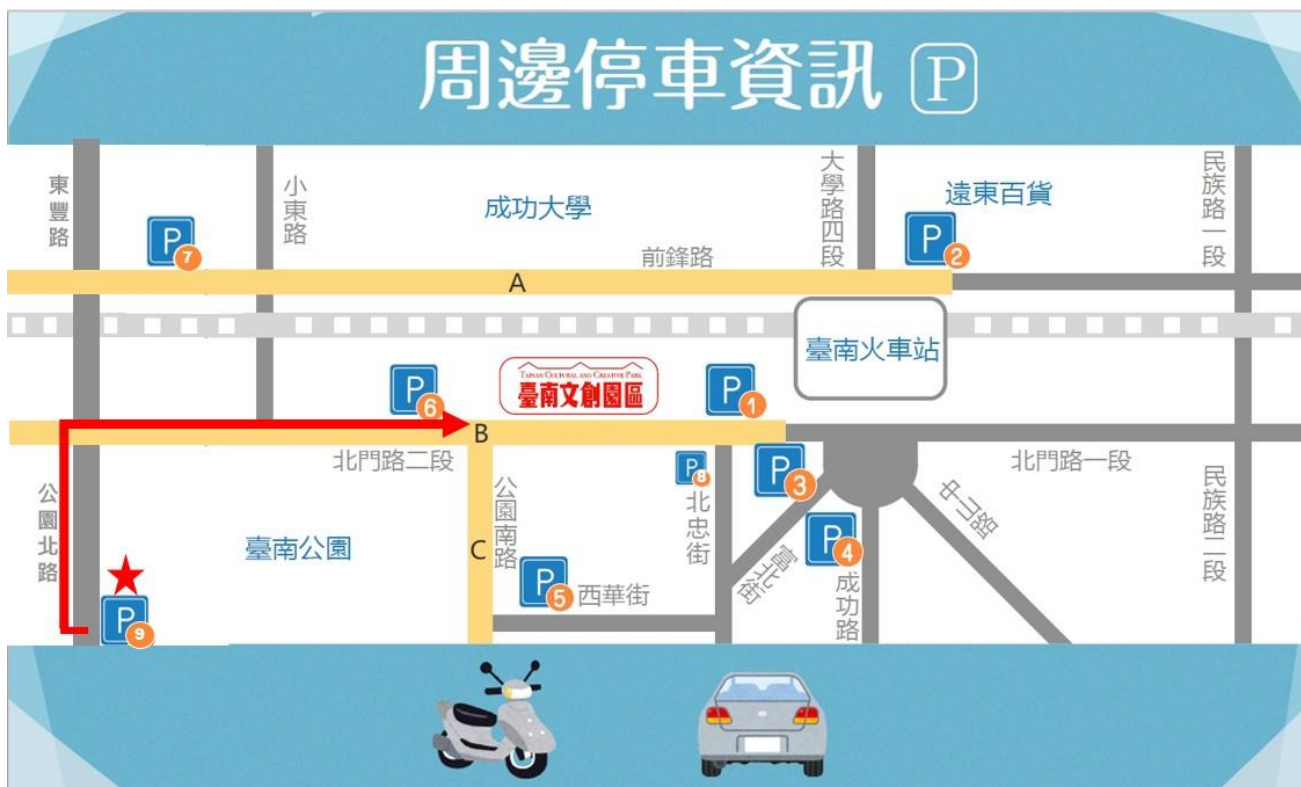 周邊停車資訊 P
東豐路
小東路
成功大學
大學路四段
遠東百貨
民族路一段
P 7
P 2
前鋒路
A
臺南火車站
TAINAN CULTURAL AND CREATIVE PARK
臺南文創園區
P 6
P 1
B
北門路二段
北門路一段
公園北路
臺南公園
公園南路
C
P 8
北忠街
P 3
P 4
富北街
成功路
中山路
民族路二段
P 5
西華街
P 9